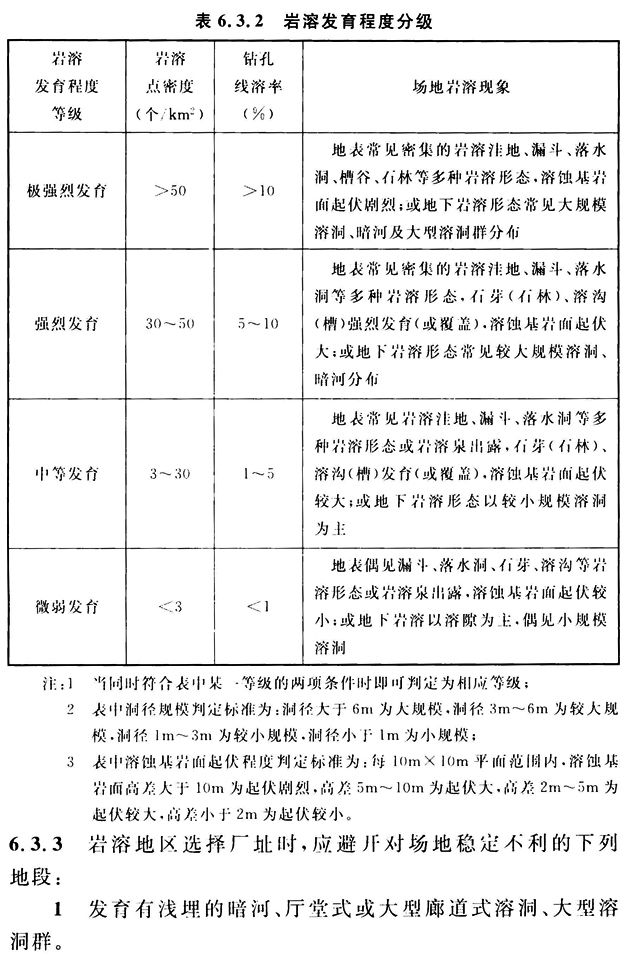 表 6.3.2 岩溶发育程度分级
岩溶
发育程度
等级
岩溶
点密度
(个/km²)
钻孔
线溶率
(%)
场地岩溶现象
极强烈发育
>50
>10
地表常见密集的岩溶洼地、漏斗、落水
洞、槽谷、石林等多种岩溶形态,溶蚀基岩
面起伏剧烈;或地下岩溶形态常见大规模
溶洞、暗河及大型溶洞群分布
强烈发育
30~50
5~10
地表常见密集的岩溶洼地、漏斗、落水
洞等多种岩溶形态,石芽(石林)、溶沟
(槽)强烈发育(或覆盖),溶蚀基岩面起伏
大;或地下岩溶形态常见较大规模溶洞、
暗河分布
中等发育
3~30
1~5
地表常见岩溶洼地、漏斗、落水洞等多
种岩溶形态或岩溶泉出露,石芽(石林)、
溶沟(槽)发育(或覆盖),溶蚀基岩面起伏
较大;或地下岩溶形态以较小规模溶洞
为主
微弱发育
<3
<1
地表偶见漏斗、落水洞、石芽、溶沟等岩
溶形态或岩溶泉出露,溶蚀基岩面起伏较
小;或地下岩溶以溶隙为主,偶见小规模
溶洞
注:1 当同时符合表中某一等级的两项条件时即可判定为相应等级;
2 表中洞径规模判定标准为:洞径大于 6m 为大规模,洞径 3m~6m 为较大规
模,洞径 1m~3m 为较小规模,洞径小于 1m 为小规模;
3 表中溶蚀基岩面起伏程度判定标准为:每 10m×10m 平面范围内,溶蚀基
岩面高差大于 10m 为起伏剧烈,高差 5m~10m 为起伏大,高差 2m~5m 为
起伏较大,高差小于 2m 为起伏较小。
6.3.3 岩溶地区选择厂址时,应避开对场地稳定不利的下列
地段:
1 发育有浅埋的暗河、厅堂式或大型廊道式溶洞、大型溶
洞群。